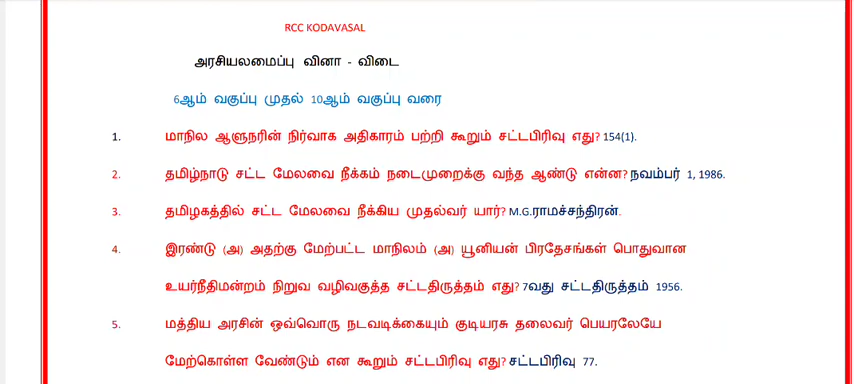 RCC KODAVASAL
அரசியலமைப்பு வினா - விடை
6ஆம் வகுப்பு முதல் 10ஆம் வகுப்பு வரை
1. மாநில ஆளுநரின் நிர்வாக அதிகாரம் பற்றி கூறும் சட்டபிரிவு எது? 154(1).
2. தமிழ்நாடு சட்ட மேலவை நீக்கம் நடைமுறைக்கு வந்த ஆண்டு என்ன? நவம்பர் 1, 1986.
3. தமிழகத்தில் சட்ட மேலவை நீக்கிய முதல்வர் யார்? M.G.ராமச்சந்திரன்.
4. இரண்டு (அ) அதற்கு மேற்பட்ட மாநிலம் (அ) யூனியன் பிரதேசங்கள் பொதுவான
உயர்நீதிமன்றம் நிறுவ வழிவகுத்த சட்டதிருத்தம் எது? 7வது சட்டதிருத்தம் 1956.
5. மத்திய அரசின் ஒவ்வொரு நடவடிக்கையும் குடியரசு தலைவர் பெயரலேயே
மேற்கொள்ள வேண்டும் என கூறும் சட்டபிரிவு எது? சட்டபிரிவு 77.